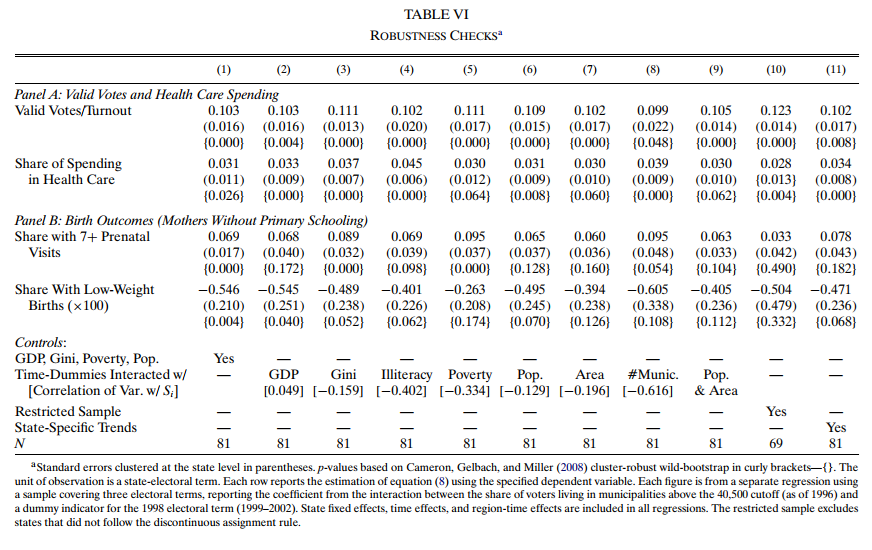 TABLE VI
ROBUSTNESS CHECKSᵃ
(1) (2) (3) (4) (5) (6) (7) (8) (9) (10) (11)
Panel A: Valid Votes and Health Care Spending
Valid Votes/Turnout 0.103 0.103 0.111 0.102 0.111 0.109 0.102 0.099 0.105 0.123 0.102
(0.016) (0.016) (0.013) (0.020) (0.017) (0.015) (0.017) (0.022) (0.014) (0.014) (0.017)
{0.000} {0.004} {0.000} {0.000} {0.000} {0.000} {0.000} {0.048} {0.000} {0.000} {0.008}
Share of Spending 0.031 0.033 0.037 0.045 0.030 0.031 0.030 0.039 0.030 0.028 0.034
in Health Care (0.011) (0.009) (0.007) (0.006) (0.012) (0.009) (0.010) (0.009) (0.010) {0.013) (0.008)
{0.026} {0.000} {0.000} {0.000} {0.064} {0.008} {0.060} {0.000} {0.062} {0.004} {0.000}
Panel B: Birth Outcomes (Mothers Without Primary Schooling)
Share with 7+ Prenatal 0.069 0.068 0.089 0.069 0.095 0.065 0.060 0.095 0.063 0.033 0.078
Visits (0.017) (0.040) (0.032) (0.039) (0.037) (0.037) (0.036) (0.048) (0.033) (0.042) (0.043)
{0.000} {0.172} {0.000} {0.098} {0.000} {0.128} {0.160} {0.054} {0.104} {0.490} {0.182}
Share With Low-Weight −0.546 −0.545 −0.489 −0.401 −0.263 −0.495 −0.394 −0.605 −0.405 −0.504 −0.471
Births (×100) (0.210) (0.251) (0.238) (0.226) (0.208) (0.245) (0.238) (0.338) (0.236) (0.479) (0.236)
{0.004} {0.040} {0.052} {0.062} {0.174} {0.070} {0.126} {0.108} {0.112} {0.332} {0.068}
Controls:
GDP, Gini, Poverty, Pop. Yes — — — — — — — — — —
Time-Dummies Interacted w/ — GDP Gini Illiteracy Poverty Pop. Area #Munic. Pop. — —
[Correlation of Var. w/ Sᵢ] [0.049] [−0.159] [−0.402] [−0.334] [−0.129] [−0.196] [−0.616] & Area
Restricted Sample — — — — — — — — — Yes —
State-Specific Trends — — — — — — — — — — Yes
N 81 81 81 81 81 81 81 81 81 69 81
ᵃStandard errors clustered at the state level in parentheses. p-values based on Cameron, Gelbach, and Miller (2008) cluster-robust wild-bootstrap in curly brackets—{}. The
unit of observation is a state-electoral term. Each row reports the estimation of equation (8) using the specified dependent variable. Each figure is from a separate regression using
a sample covering three electoral terms, reporting the coefficient from the interaction between the share of voters living in municipalities above the 40,500 cutoff (as of 1996) and
a dummy indicator for the 1998 electoral term (1999–2002). State fixed effects, time effects, and region-time effects are included in all regressions. The restricted sample excludes
states that did not follow the discontinuous assignment rule.